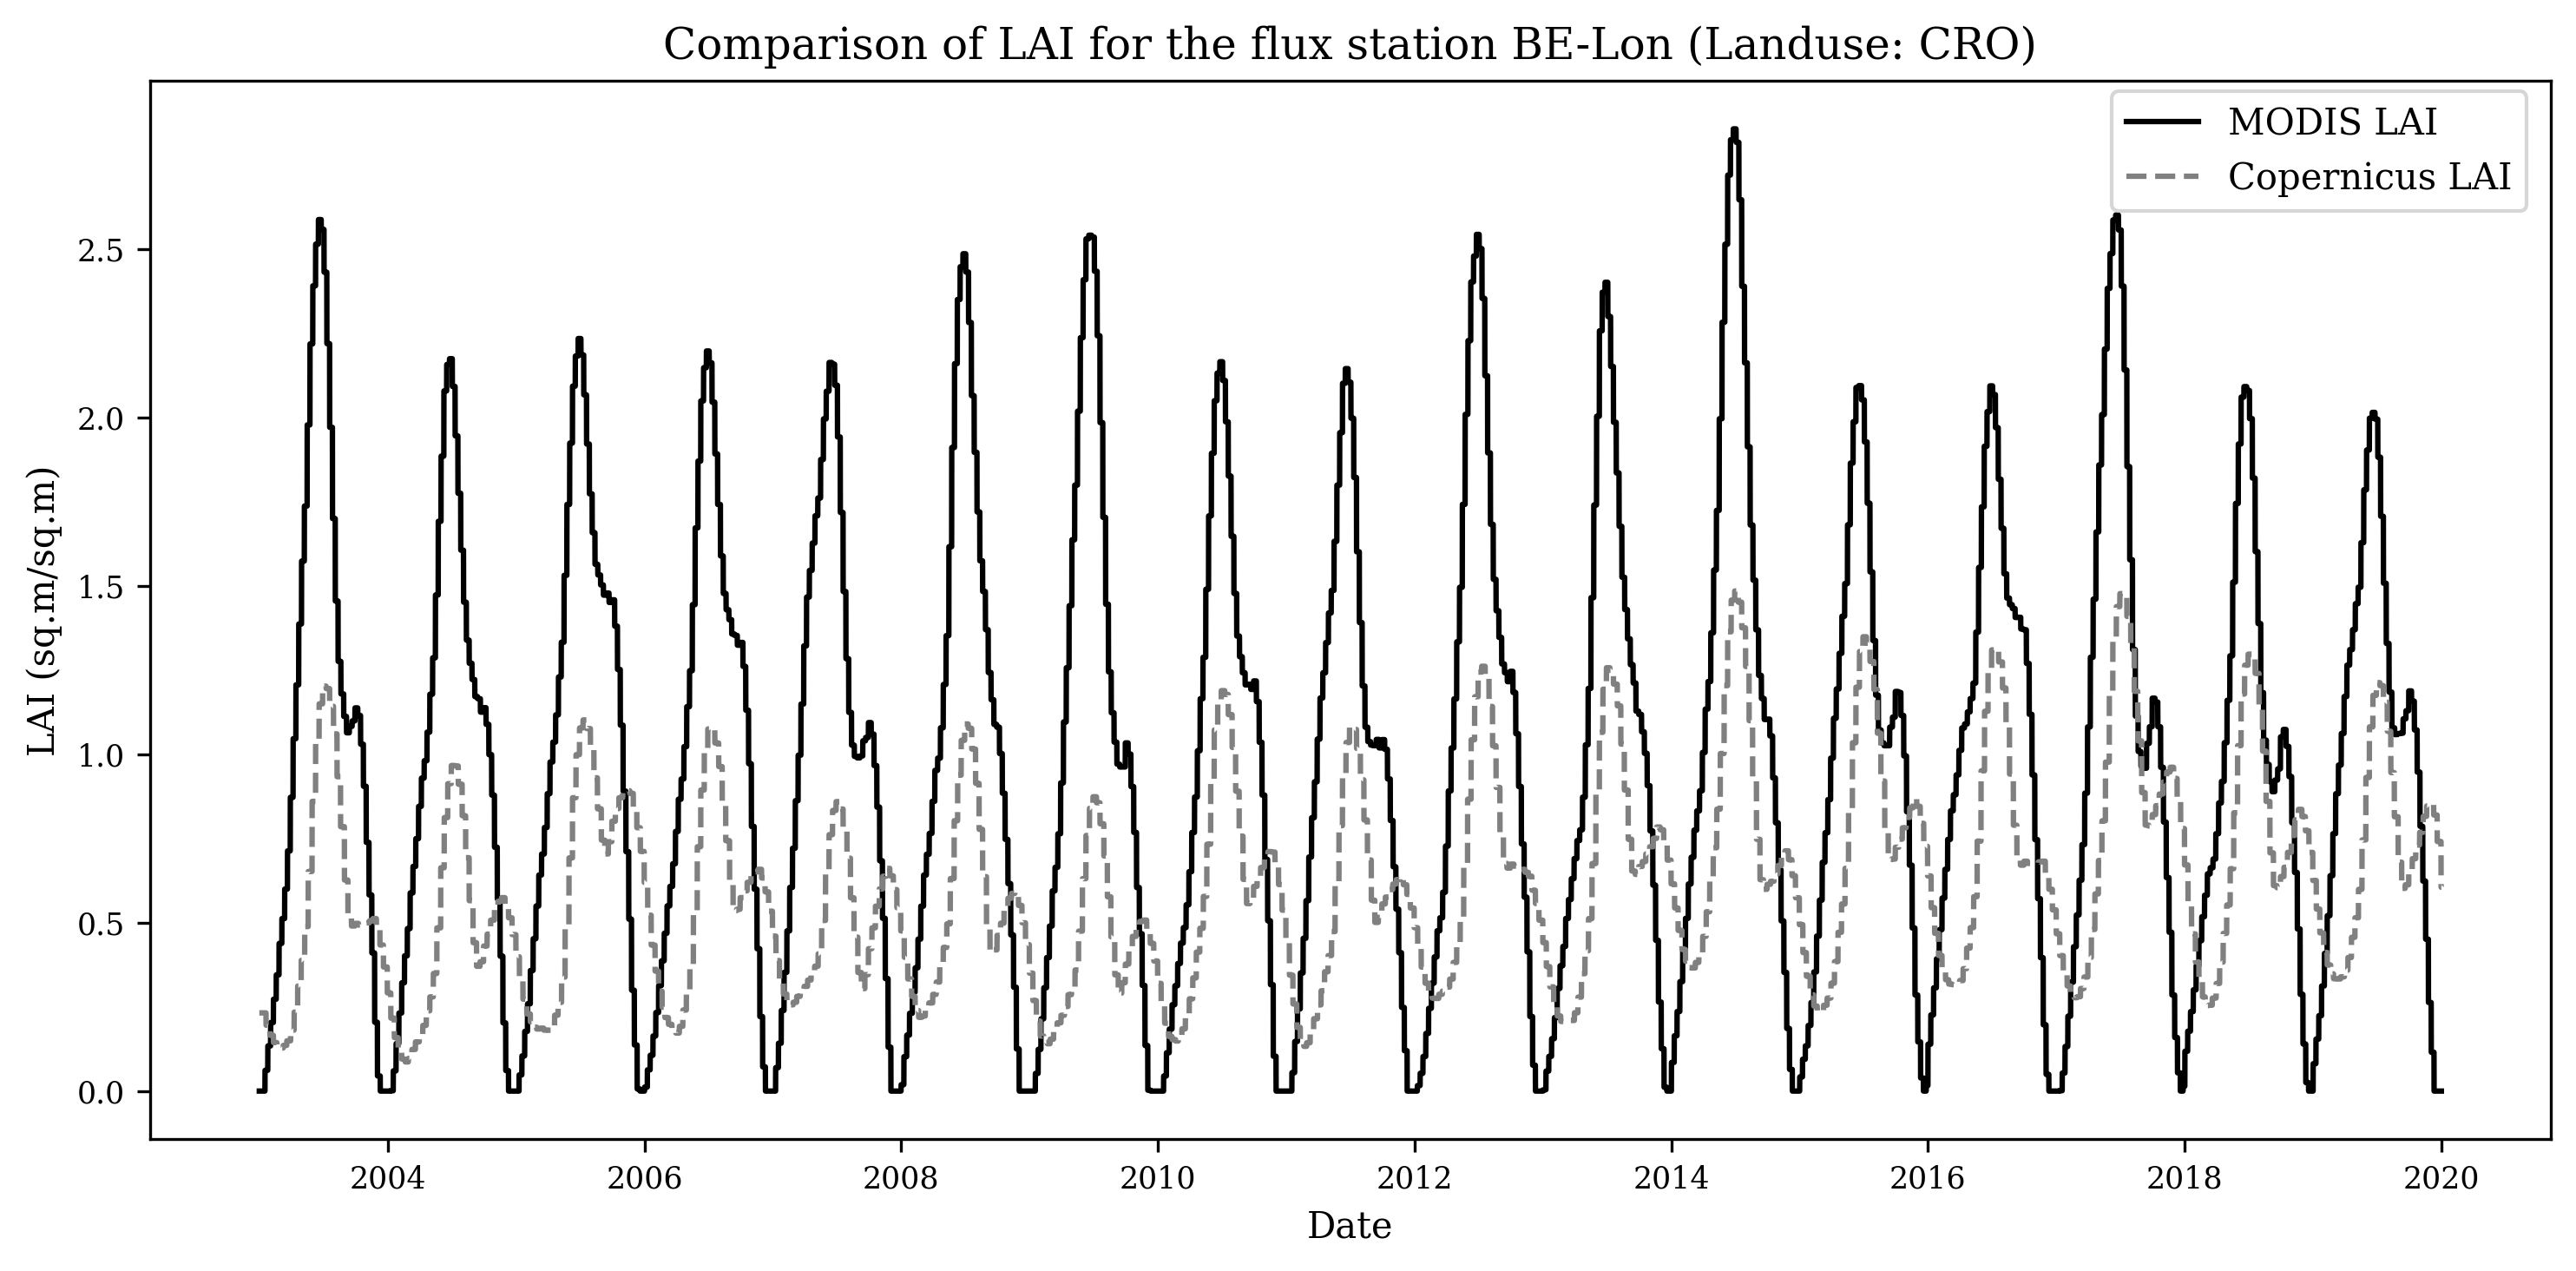 Comparison of LAI for the flux station BE-Lon (Landuse: CRO)
MODIS LAI
Copernicus LAI
LAI (sq.m/sq.m)
2.5
2.0
1.5
1.0
0.5
0.0
2004 2006 2008 2010 2012 2014 2016 2018 2020
Date